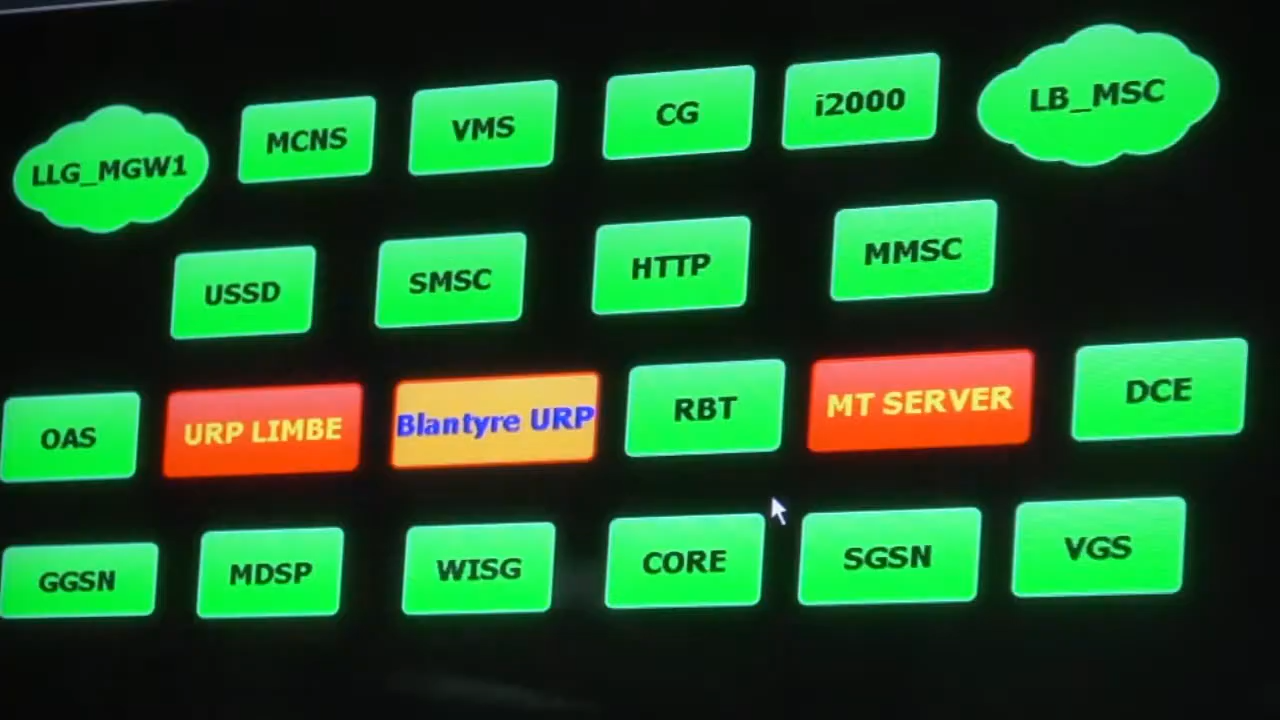 LLG_MGW1
MCNS
VMS
CG
i2000
LB_MSC
USSD
SMSC
HTTP
MMSC
OAS
URP LIMBE
Blantyre URP
RBT
MT SERVER
DCE
GGSN
MDSP
WISG
CORE
SGSN
VGS